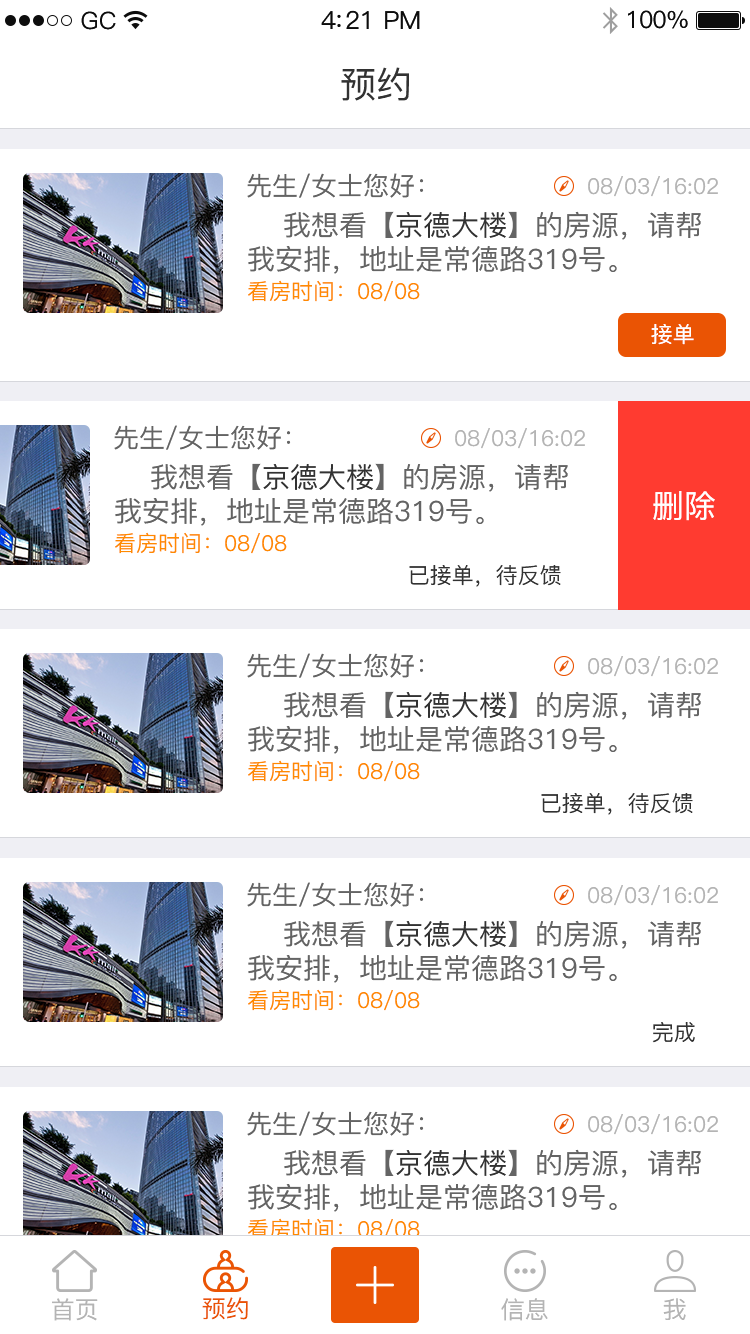 GC 4:21 PM 100%
预约
先生/女士您好： 08/03/16:02
我想看【京德大楼】的房源，请帮
我安排，地址是常德路319号。
看房时间：08/08
接单
VK mall
先生/女士您好： 08/03/16:02
我想看【京德大楼】的房源，请帮
我安排，地址是常德路319号。
看房时间：08/08
已接单，待反馈
删除
先生/女士您好： 08/03/16:02
我想看【京德大楼】的房源，请帮
我安排，地址是常德路319号。
看房时间：08/08
已接单，待反馈
VK mall
先生/女士您好： 08/03/16:02
我想看【京德大楼】的房源，请帮
我安排，地址是常德路319号。
看房时间：08/08
完成
VK mall
先生/女士您好： 08/03/16:02
我想看【京德大楼】的房源，请帮
我安排，地址是常德路319号。
看房时间：08/08
VK mall
首页 预约 信息 我